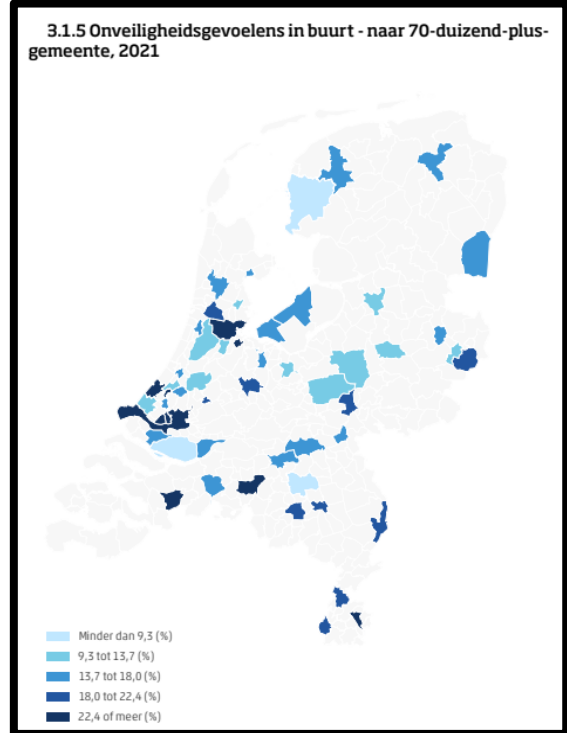 3.1.5 Onveiligheidsgevoelens in buurt - naar 70-duizend-plus-
gemeente, 2021
Minder dan 9,3 (%)
9,3 tot 13,7 (%)
13,7 tot 18,0 (%)
18,0 tot 22,4 (%)
22,4 of meer (%)